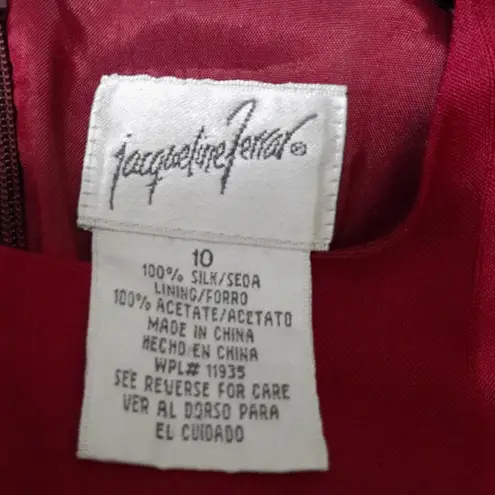 jacqueline Ferrar®
10
100% SILK/SEDA
LINING/FORRO
100% ACETATE/ACETATO
MADE IN CHINA
HECHO EN CHINA
WPL# 11935
SEE REVERSE FOR CARE
VER AL DORSO PARA
EL CUIDADO